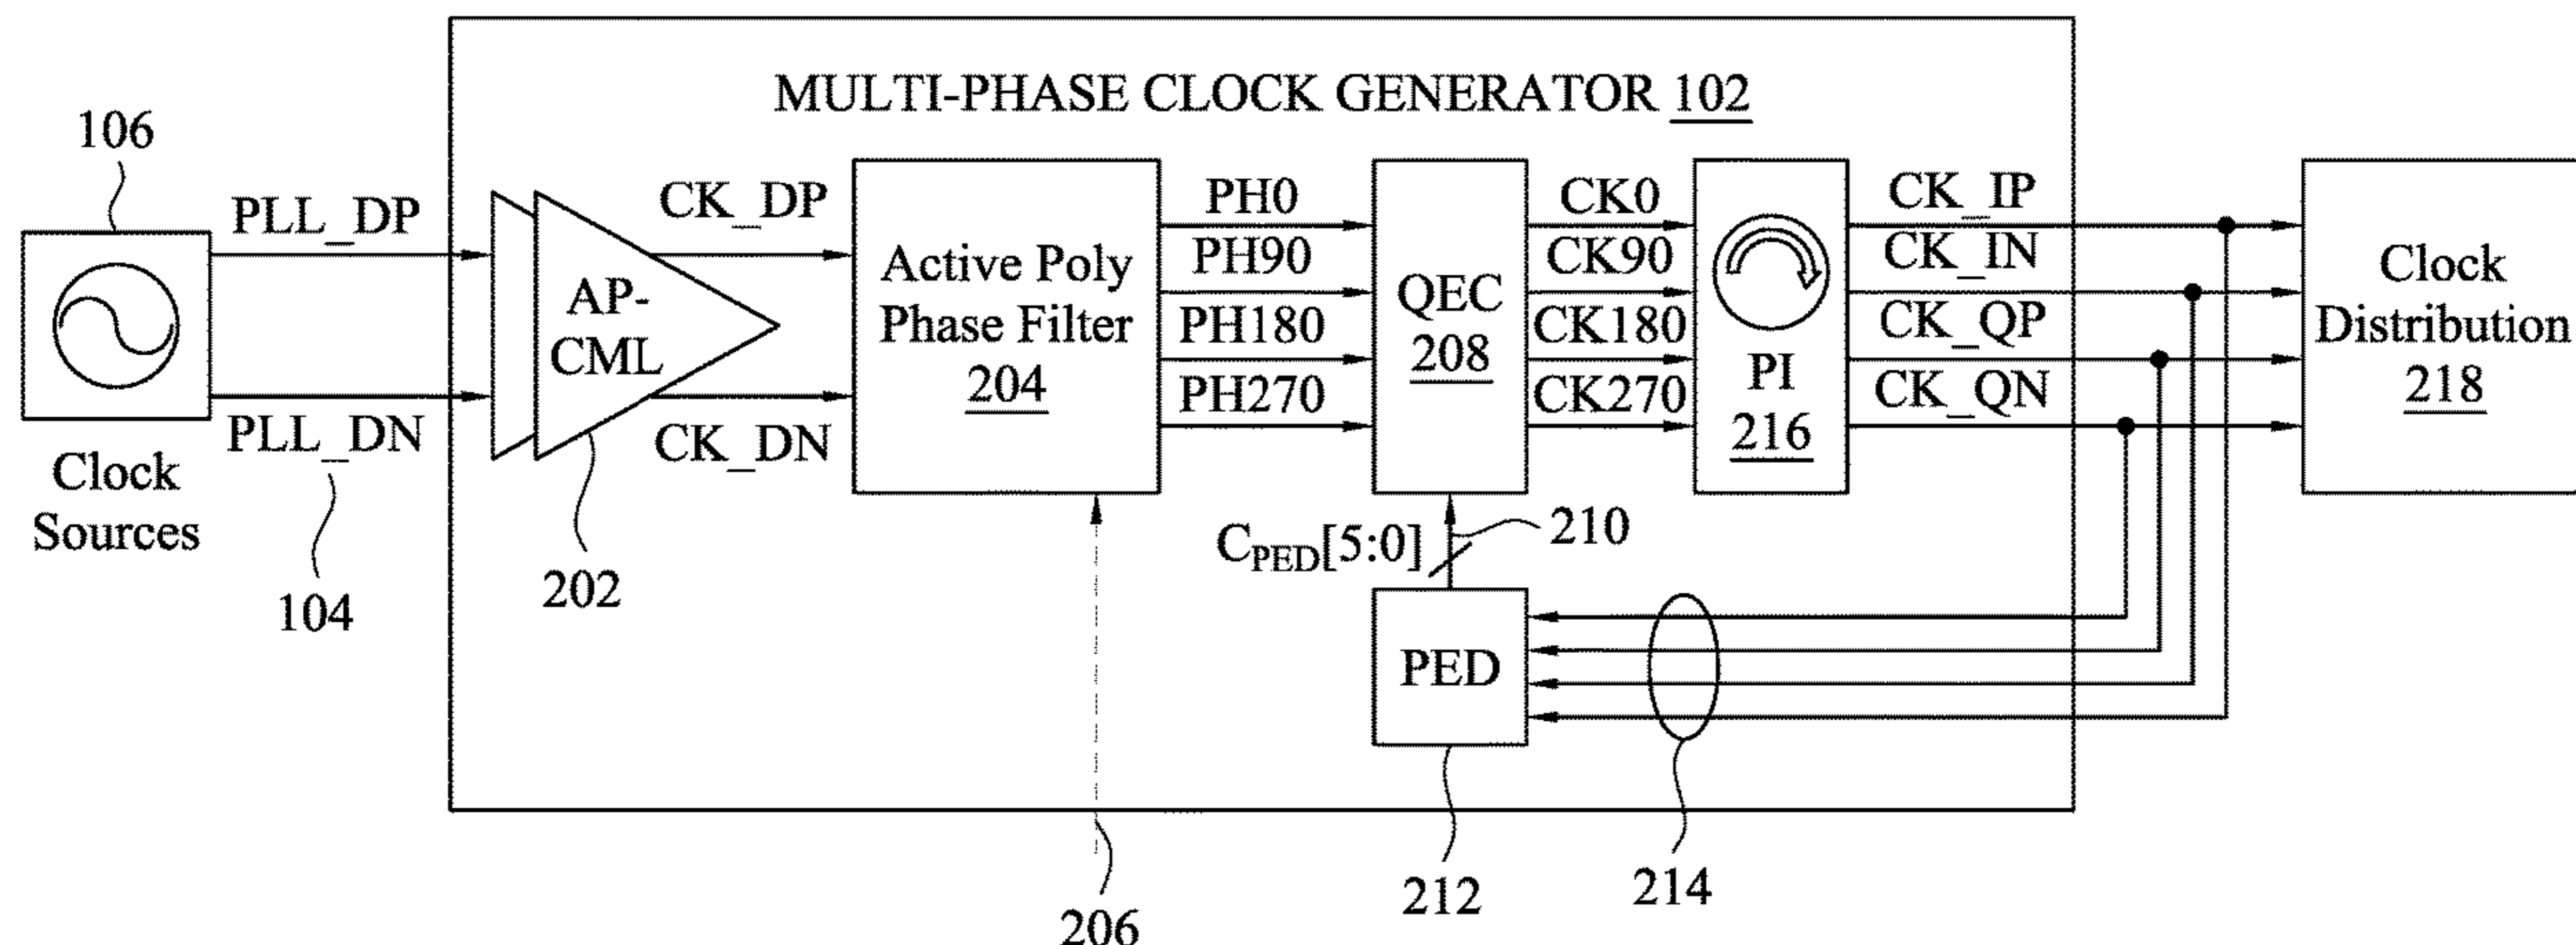 MULTI-PHASE CLOCK GENERATOR 102
106
PLL_DP
PLL_DN
Clock
Sources
104
AP-
CML
202
CK_DP
CK_DN
Active Poly
Phase Filter
204
206
PH0
PH90
PH180
PH270
QEC
208
CK0
CK90
CK180
CK270
PI
216
CK_IP
CK_IN
CK_QP
CK_QN
Clock
Distribution
218
CPED[5:0]
210
PED
212
214